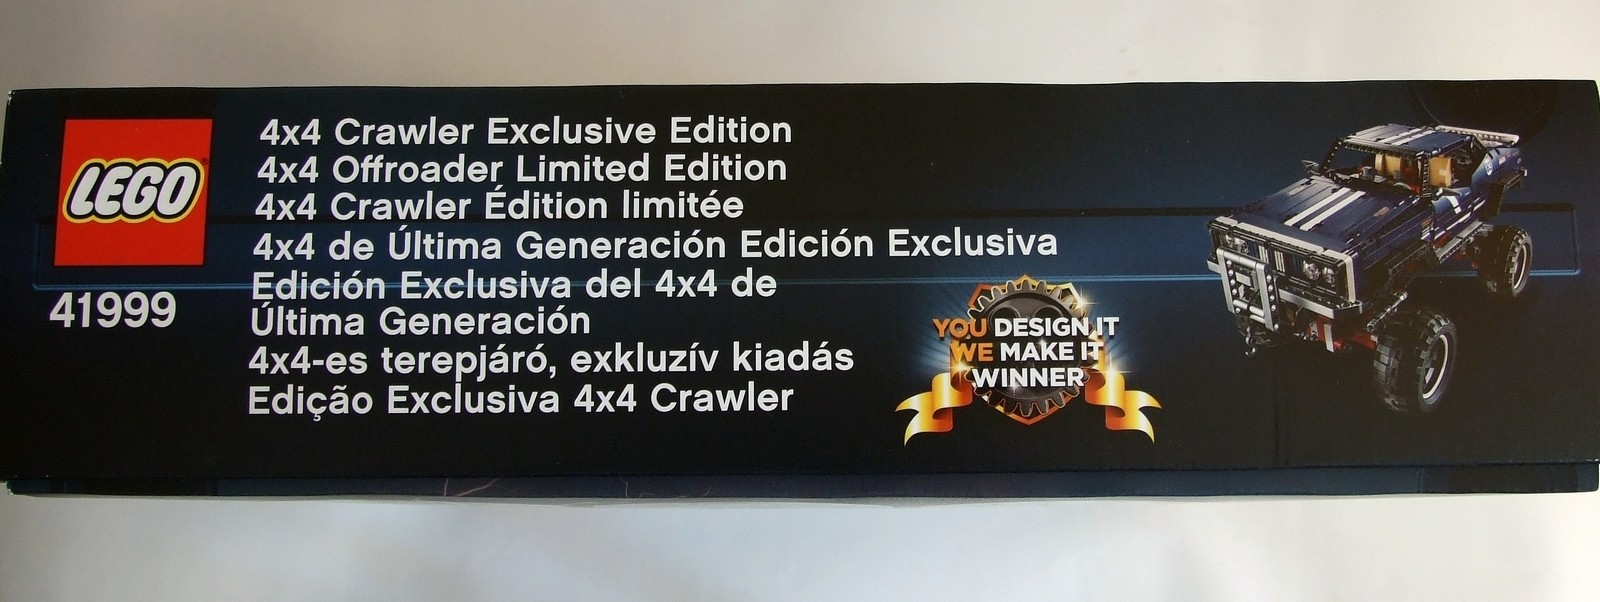 LEGO
41999
4x4 Crawler Exclusive Edition
4x4 Offroader Limited Edition
4x4 Crawler Édition limitée
4x4 de Última Generación Edición Exclusiva
Edición Exclusiva del 4x4 de
Última Generación
4x4-es terepjáró, exkluzív kiadás
Edição Exclusiva 4x4 Crawler
YOU DESIGN IT
WE MAKE IT
WINNER